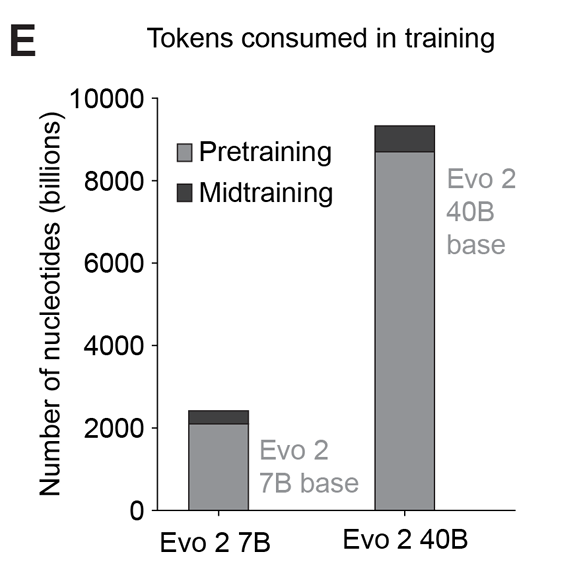 E
Tokens consumed in training
Number of nucleotides (billions)
10000
8000
6000
4000
2000
0
Pretraining
Midtraining
Evo 2
40B
base
Evo 2
7B base
Evo 2 7B
Evo 2 40B